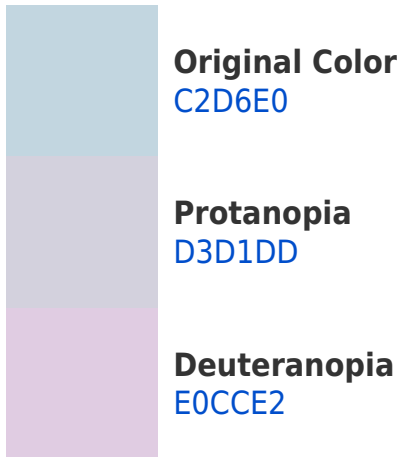 Original Color
C2D6E0
Protanopia
D3D1DD
Deuteranopia
E0CCE2